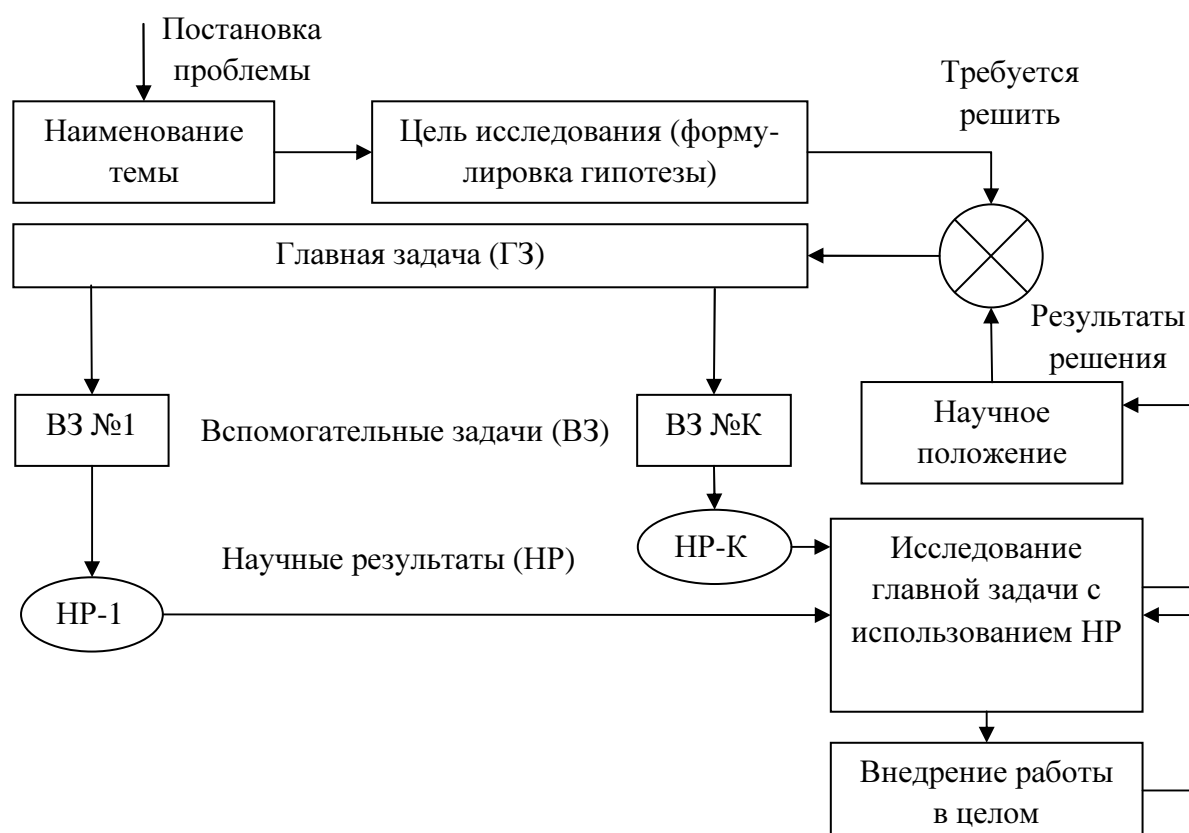 Постановка
проблемы
Требуется
решить
Наименование
темы
Цель исследования (форму-
лировка гипотезы)
Главная задача (ГЗ)
Результаты
решения
ВЗ №1
Вспомогательные задачи (ВЗ)
ВЗ №К
Научное
положение
НР-К
Исследование
главной задачи с
использованием НР
Научные результаты (НР)
НР-1
Внедрение работы
в целом